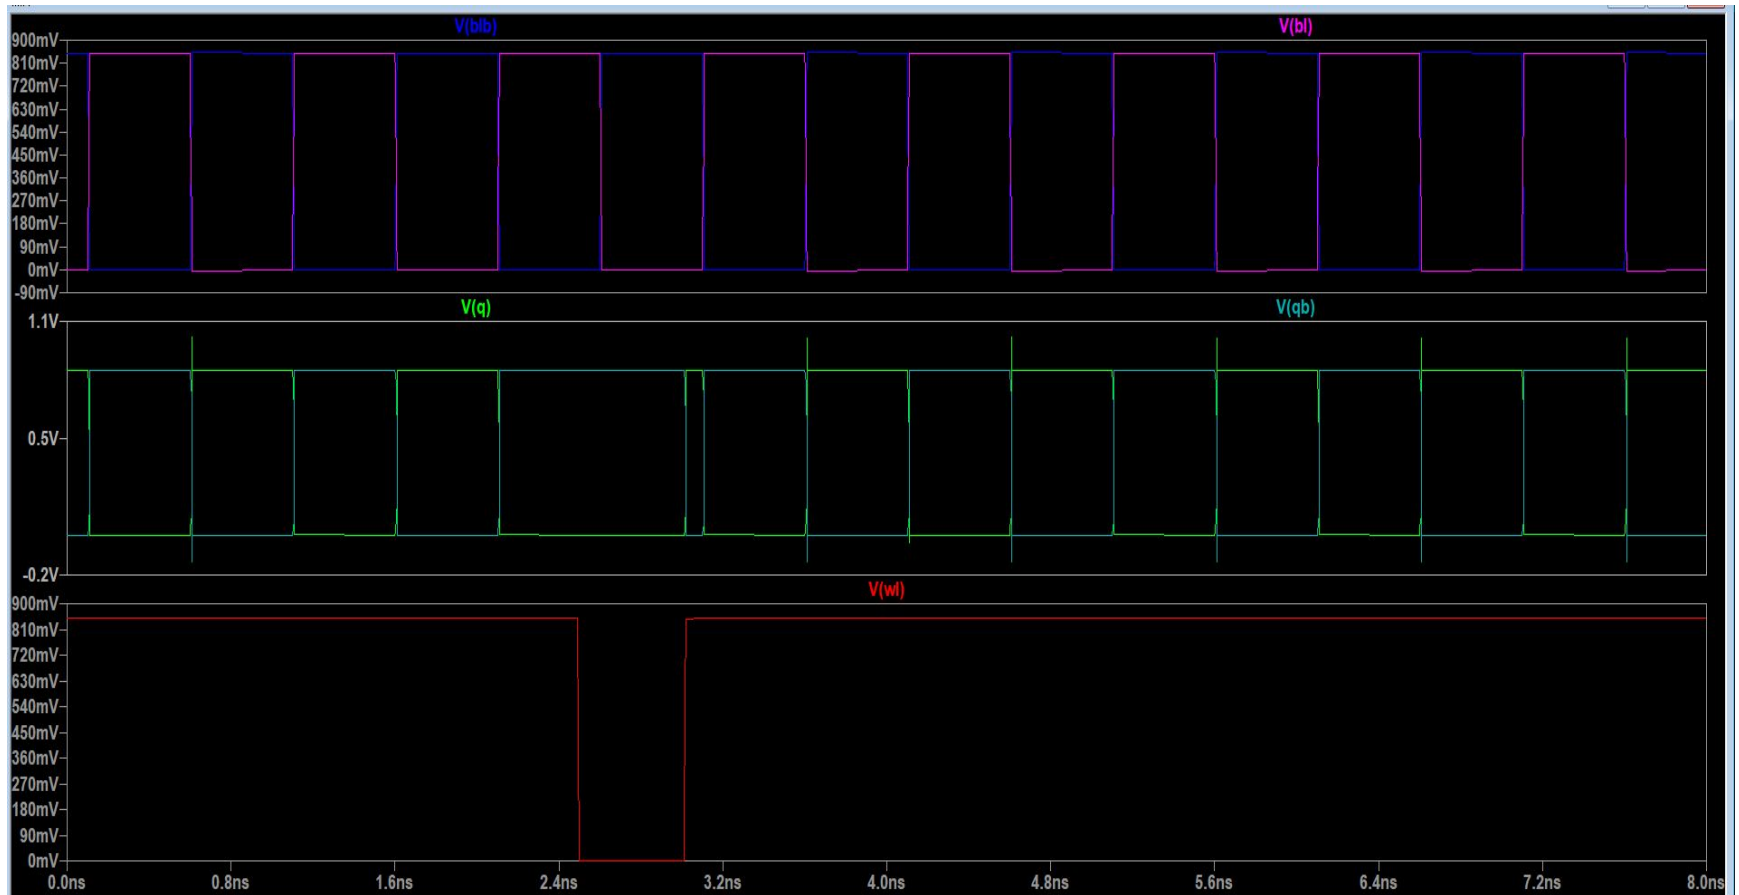 V(blb) V(bl)
900mV
810mV
720mV
630mV
540mV
450mV
360mV
270mV
180mV
90mV
0mV
-90mV
V(q) V(qb)
1.1V
0.5V
-0.2V
V(wl)
900mV
810mV
720mV
630mV
540mV
450mV
360mV
270mV
180mV
90mV
0mV
0.0ns 0.8ns 1.6ns 2.4ns 3.2ns 4.0ns 4.8ns 5.6ns 6.4ns 7.2ns 8.0ns